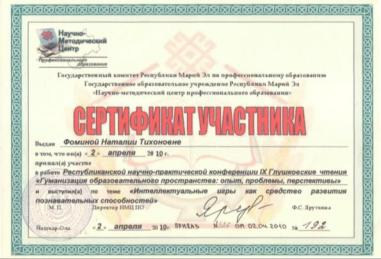 Научно-
Методический
Центр
Профессионального
образования
Государственный комитет Республики Марий Эл по профессиональному образованию
Государственное образовательное учреждение Республики Марий Эл
«Научно-методический центр профессионального образования»
СЕРТИФИКАТ УЧАСТНИКА
Выдан Фоминой Наталии Тихоновне
в том, что он(а) «2» апреля 2010 г.
принял(а) участие
в работе Республиканской научно-практической конференции IX Глушковские чтения
«Гуманизация образовательного пространства: опыт, проблемы, перспективы»
и выступил(а) по теме «Интеллектуальные игры как средство развития
познавательных способностей»
М. П. Директор НМЦ ПО Ф.С. Друткина
Йошкар-Ола «2» апреля 2010 г. ПРИКАЗ ОТ 02.04.2010 № 192